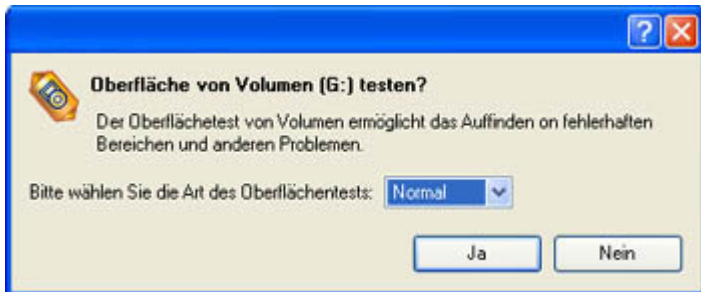 Oberfläche von Volumen (G:) testen?
Der Oberflächetest von Volumen ermöglicht das Auffinden on fehlerhaften
Bereichen und anderen Problemen.
Bitte wählen Sie die Art des Oberflächentests: Normal
Ja Nein